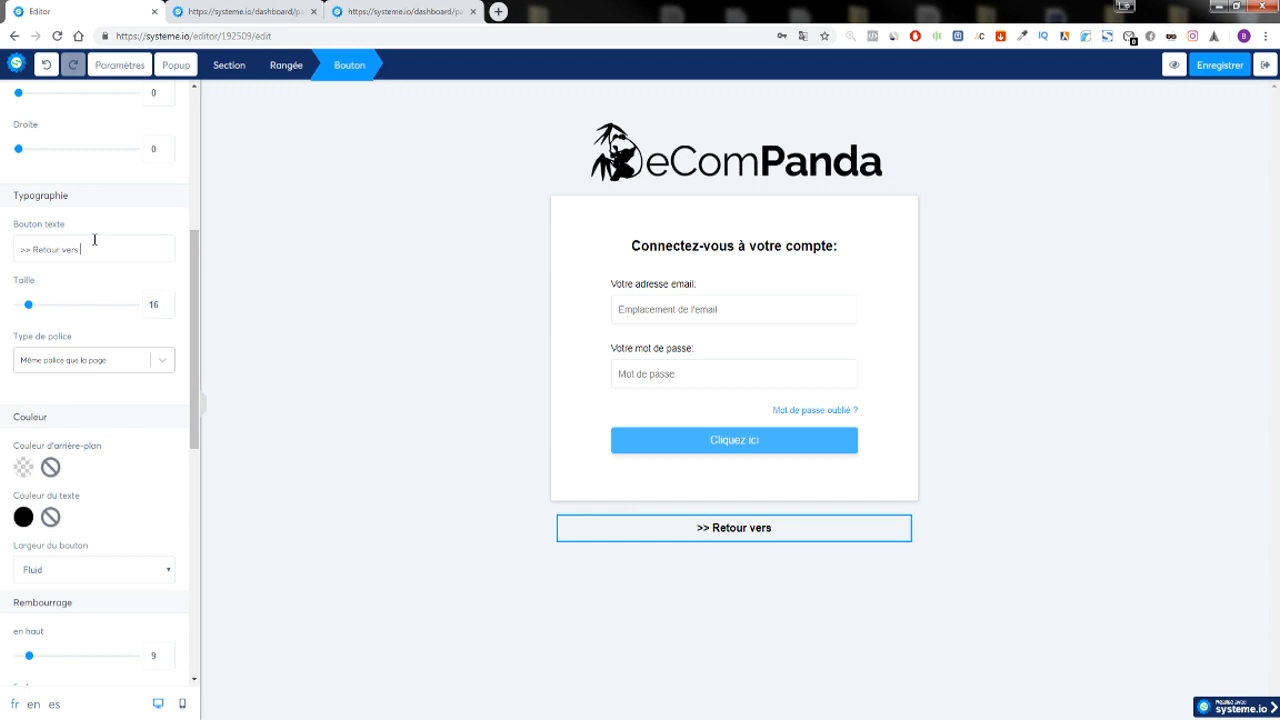 Editor
https://systeme.io/dashboard/pa
https://systeme.io/dashboard/pa
https://systeme.io/editor/192509/edit
Paramètres
Popup
Section
Rangée
Bouton
Enregistrer
0
Droite
0
Typographie
Bouton texte
>> Retour vers
Taille
16
Type de police
Même police que la page
Couleur
Couleur d'arrière-plan
Couleur du texte
Largeur du bouton
Fluid
Rembourrage
en haut
9
fr en es
eComPanda
Connectez-vous à votre compte:
Votre adresse email:
Emplacement de l'email
Votre mot de passe:
Mot de passe
Mot de passe oublié ?
Cliquez ici
>> Retour vers
systeme.io